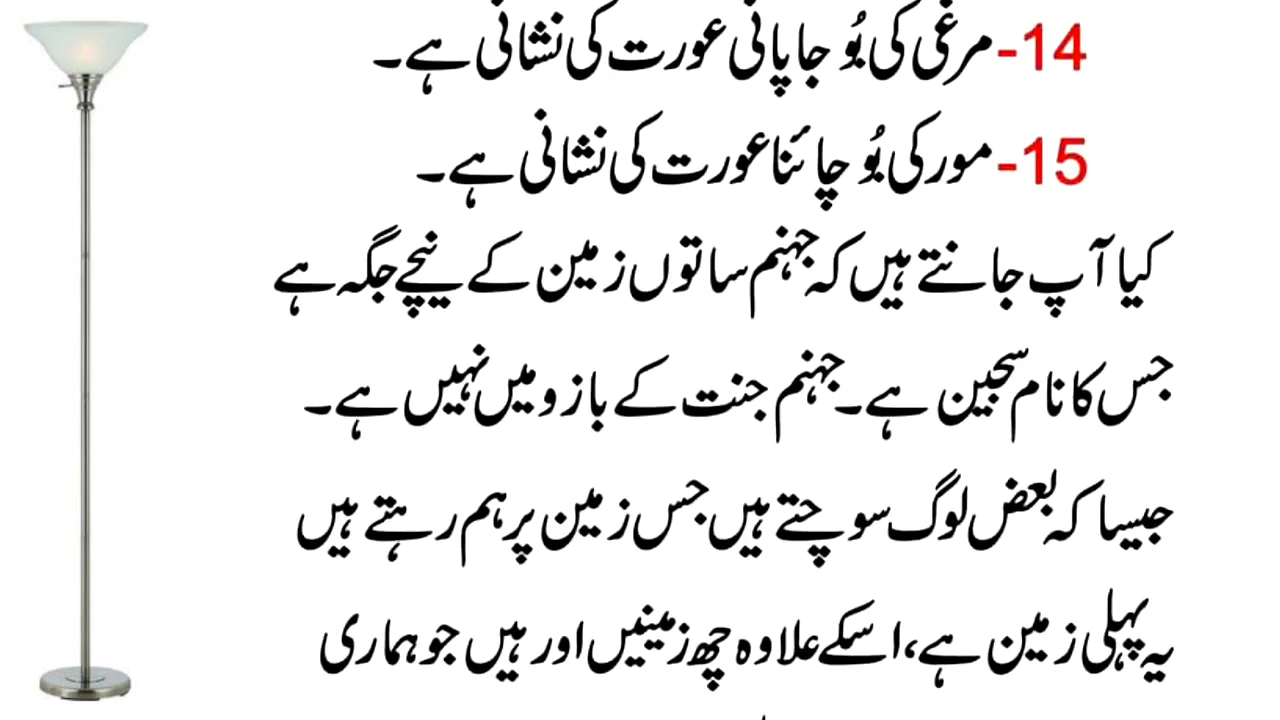 14- مرغی کی بُو جاپانی عورت کی نشانی ہے۔
15- مور کی بُو چائنا عورت کی نشانی ہے۔
کیا آپ جانتے ہیں کہ جہنم ساتوں زمین کے نیچے جگہ ہے
جس کا نام سجین ہے۔ جہنم جنت کے بازو میں نہیں ہے۔
جیسا کہ بعض لوگ سوچتے ہیں جس زمین پر ہم رہتے ہیں
یہ پہلی زمین ہے، اسکے علاوہ چھ زمینیں اور ہیں جو ہماری